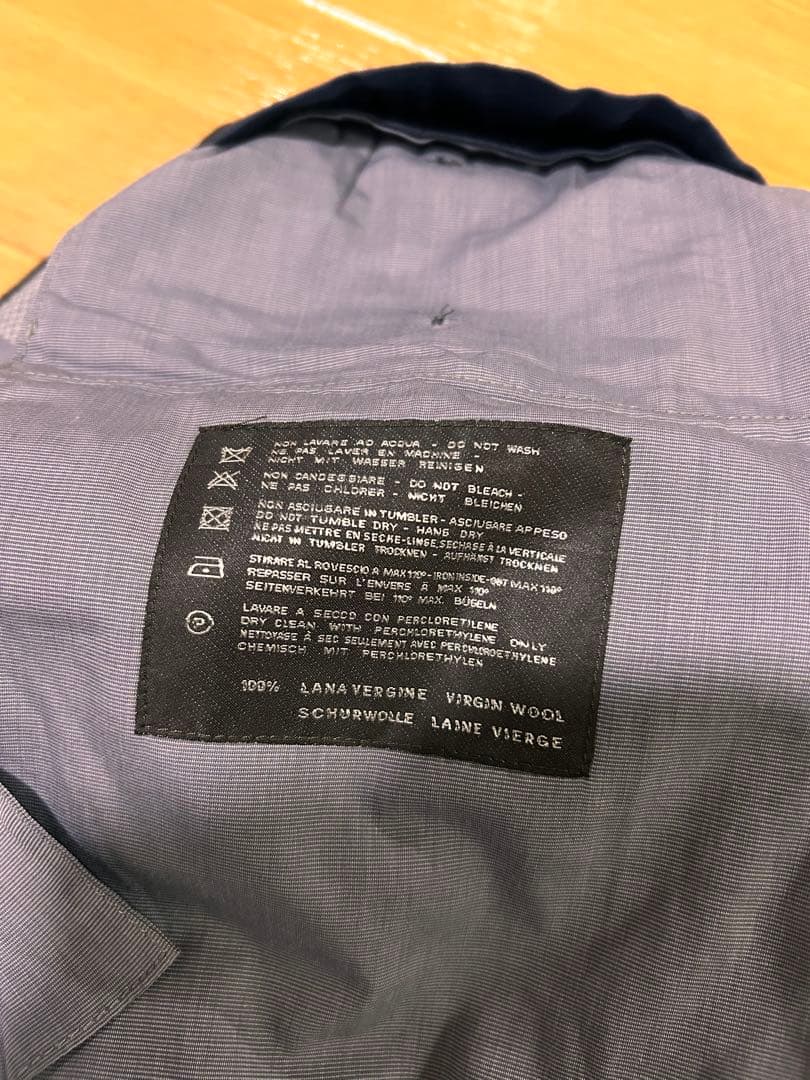 NON LAVARE AD ACQUA - DO NOT WASH
NE PAS LAVER EN MACHINE -
NICHT MIT WASSER REINIGEN
NON CANDEGGIARE - DO NOT BLEACH -
NE PAS CHLORER - NICHT BLEICHEN
NON ASCIUGARE IN TUMBLER - ASCIUGARE APPESO
DO NOT TUMBLE DRY - HANG DRY
NE PAS METTRE EN SECHE-LINGE SECHASE À LA VERTICALE
NICHT IN TUMBLER TROCKNEN - AUFHÄNGT TROCKNEN
STIRARE AL ROVESCIO A MAX 110° - IRON INSIDE-OUT MAX 110°
REPASSER SUR L'ENVERS À MAX 110°
SEITENVERKEHRT BEI 110° MAX. BÜGELN
P
LAVARE A SECCO CON PERCLORETILENE
DRY CLEAN WITH PERCHLORETHYLENE ONLY
NETTOYAGE À SEC SEULEMENT AVEC PERCHLOROETHYLENE
CHEMISCH MIT PERCHLORETHYLEN
100% LANA VERGINE VIRGIN WOOL
SCHURWOLLE LAINE VIERGE